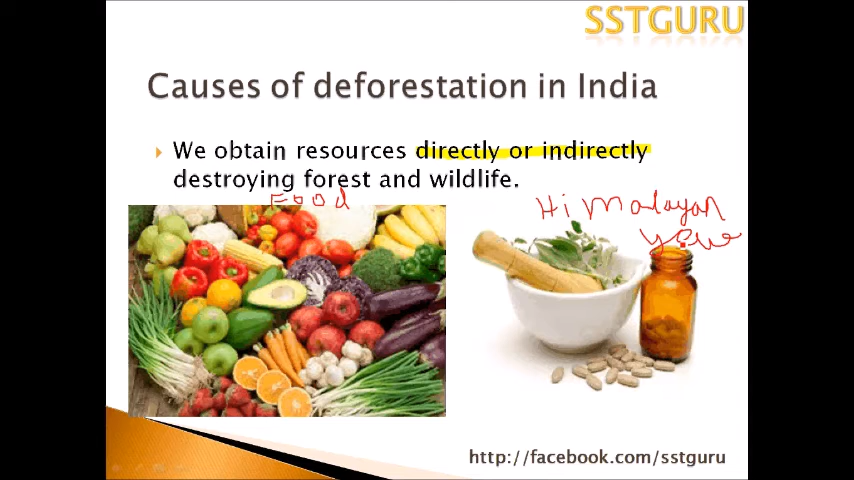 SSTGURU
Causes of deforestation in India
We obtain resources directly or indirectly
destroying forest and wildlife.
Food
Himalayan
yew
http://facebook.com/sstguru